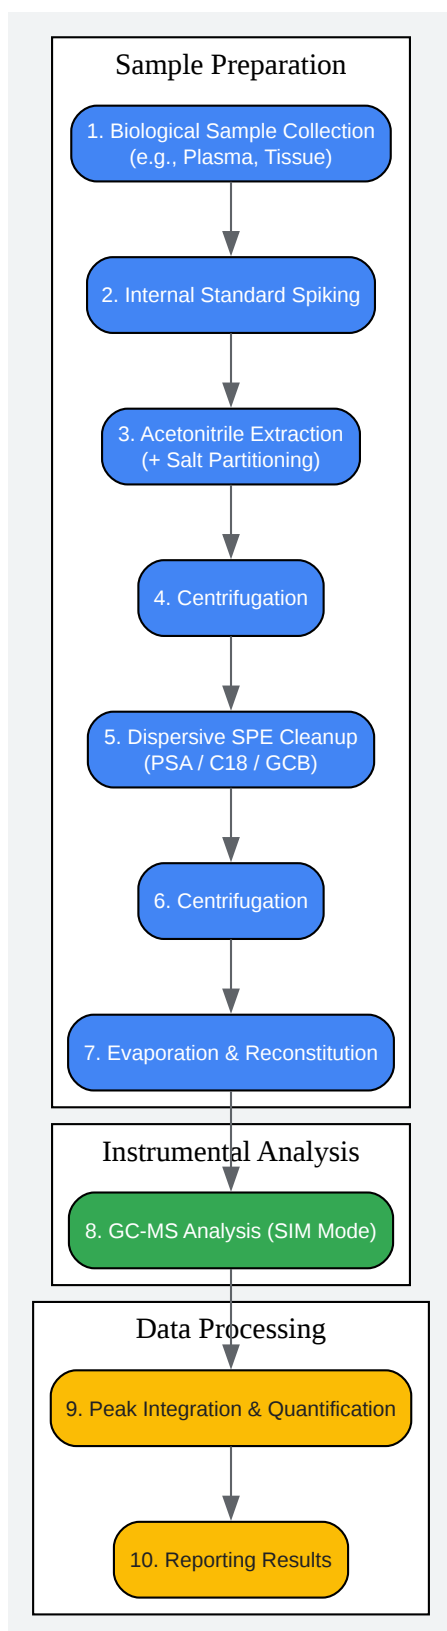 Sample Preparation
1. Biological Sample Collection
(e.g., Plasma, Tissue)
2. Internal Standard Spiking
3. Acetonitrile Extraction
(+ Salt Partitioning)
4. Centrifugation
5. Dispersive SPE Cleanup
(PSA / C18 / GCB)
6. Centrifugation
7. Evaporation & Reconstitution
Instrumental Analysis
8. GC-MS Analysis (SIM Mode)
Data Processing
9. Peak Integration & Quantification
10. Reporting Results